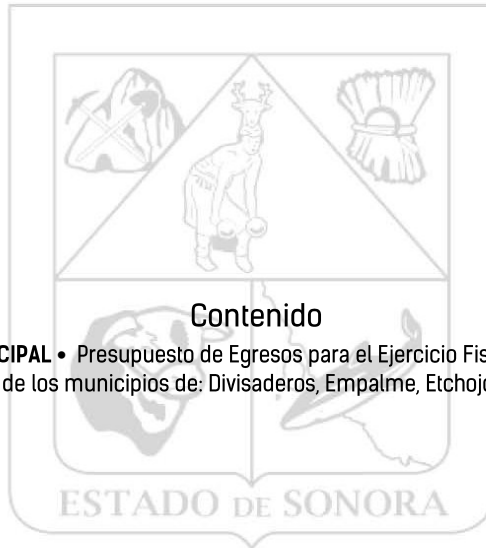 Contenido
CIPAL • Presupuesto de Egresos para el Ejercicio Fis
de los municipios de: Divisaderos, Empalme, Etchojo
ESTADO DE SONORA